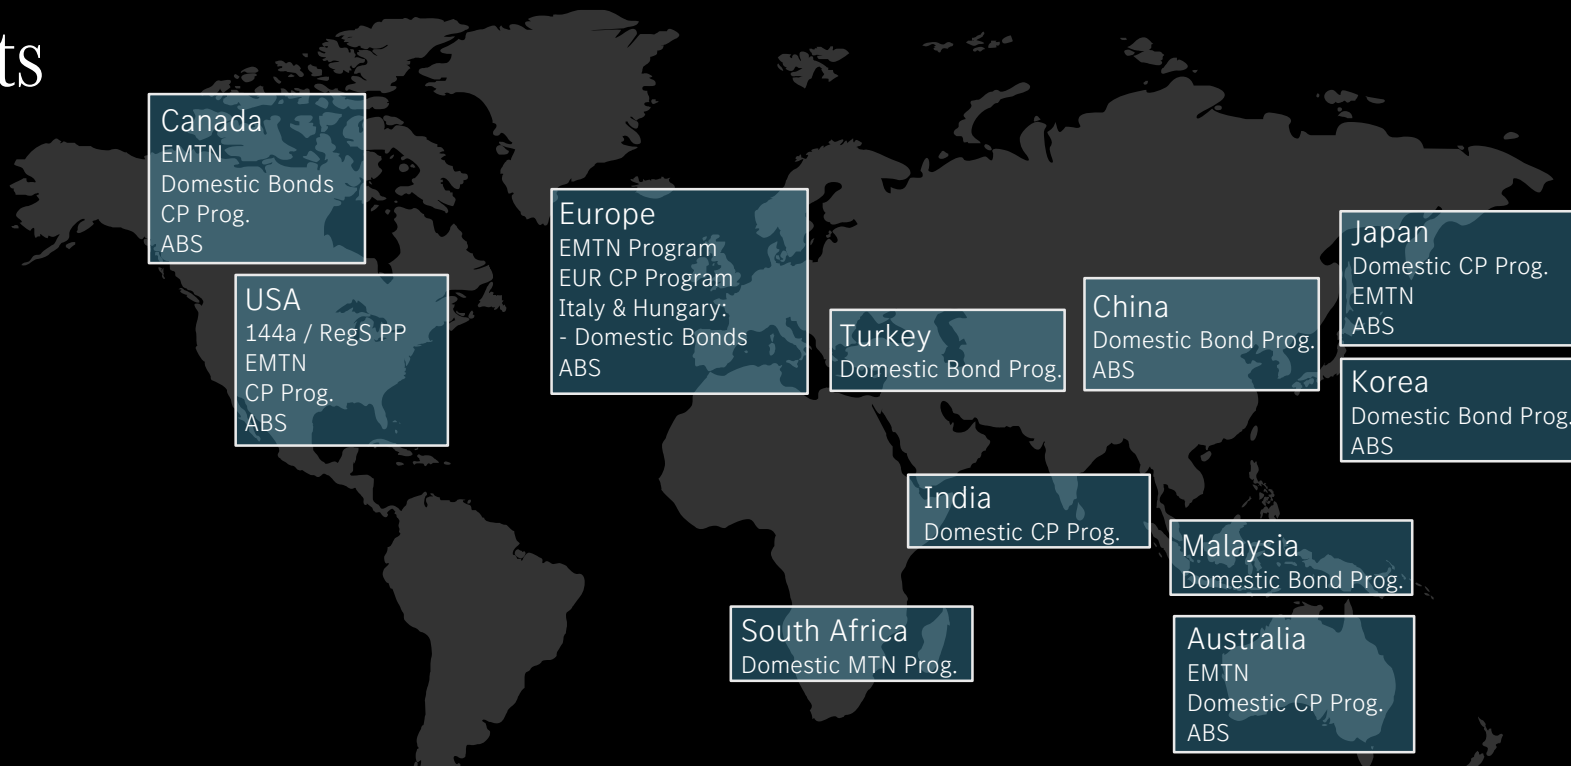 ts
Canada
EMTN
Domestic Bonds
CP Prog.
ABS
USA
144a / RegS PP
EMTN
CP Prog.
ABS
Europe
EMTN Program
EUR CP Program
Italy & Hungary:
- Domestic Bonds
ABS
Turkey
Domestic Bond Prog.
China
Domestic Bond Prog.
ABS
Japan
Domestic CP Prog.
EMTN
ABS
Korea
Domestic Bond Prog.
ABS
India
Domestic CP Prog.
Malaysia
Domestic Bond Prog.
South Africa
Domestic MTN Prog.
Australia
EMTN
Domestic CP Prog.
ABS